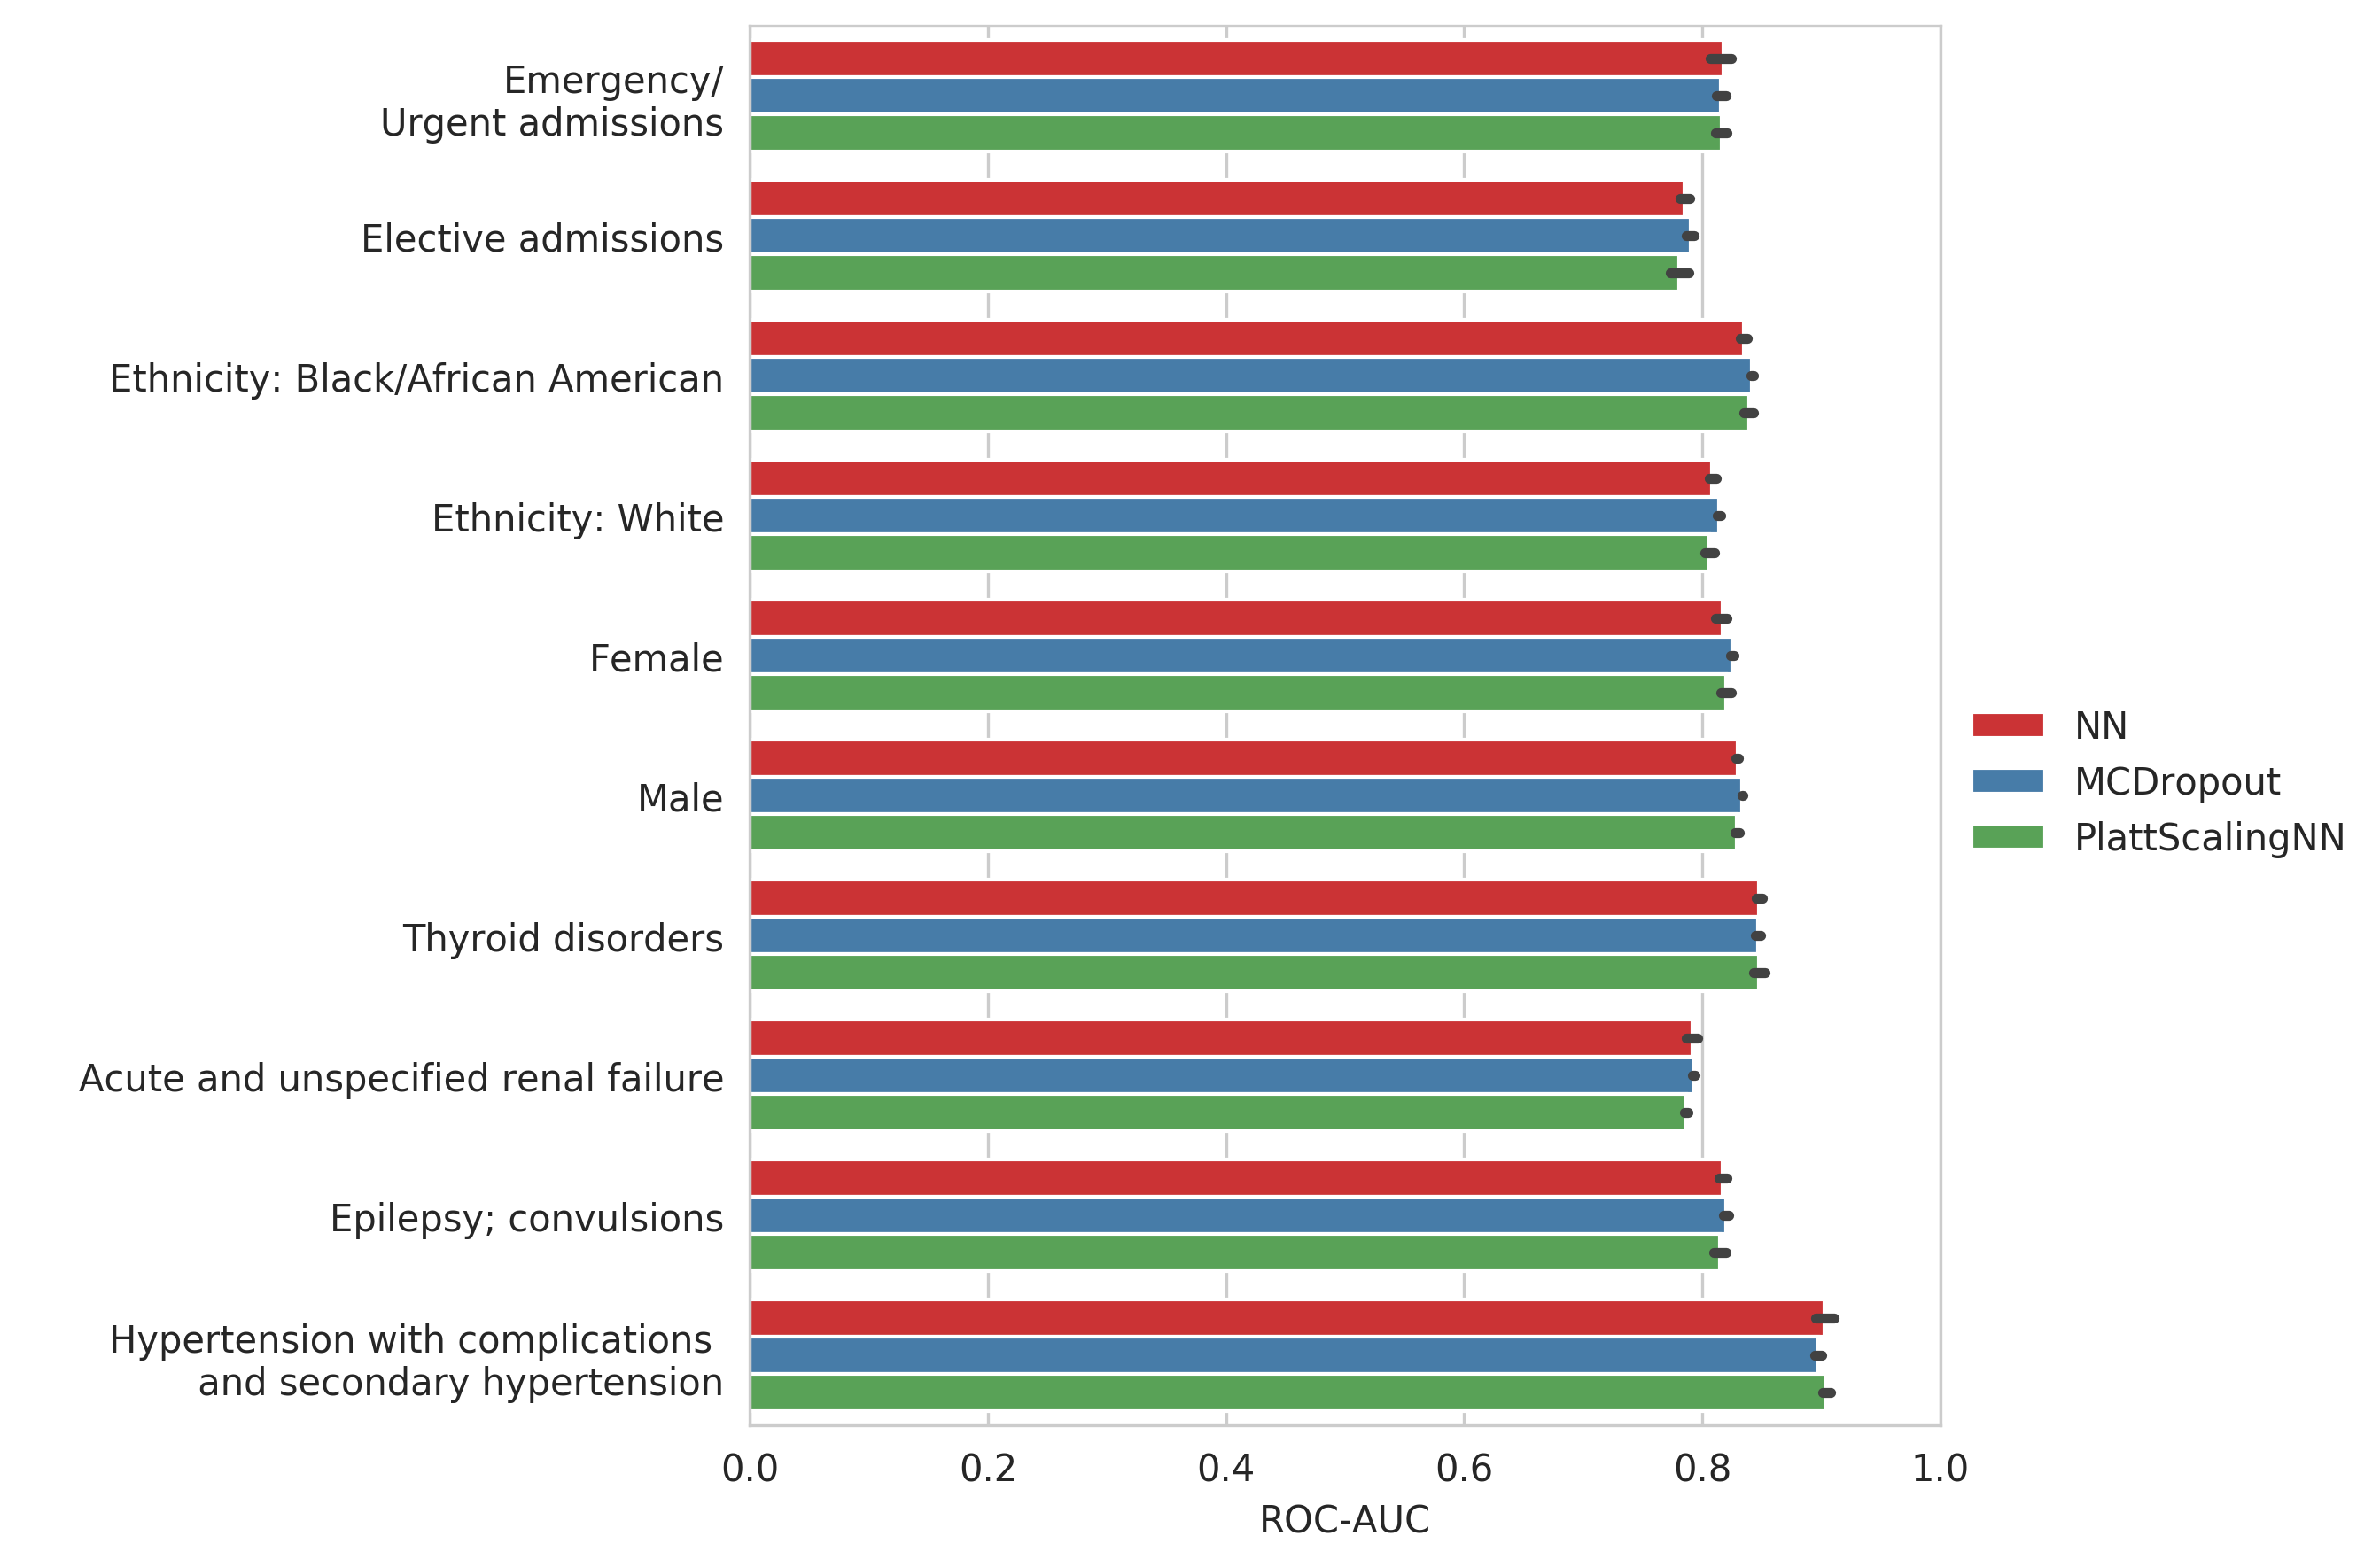 Emergency/
Urgent admissions
Elective admissions
Ethnicity: Black/African American
Ethnicity: White
Female
Male
Thyroid disorders
Acute and unspecified renal failure
Epilepsy; convulsions
Hypertension with complications
and secondary hypertension
0.0 0.2 0.4 0.6 0.8 1.0
ROC-AUC
NN
MCDropout
PlattScalingNN